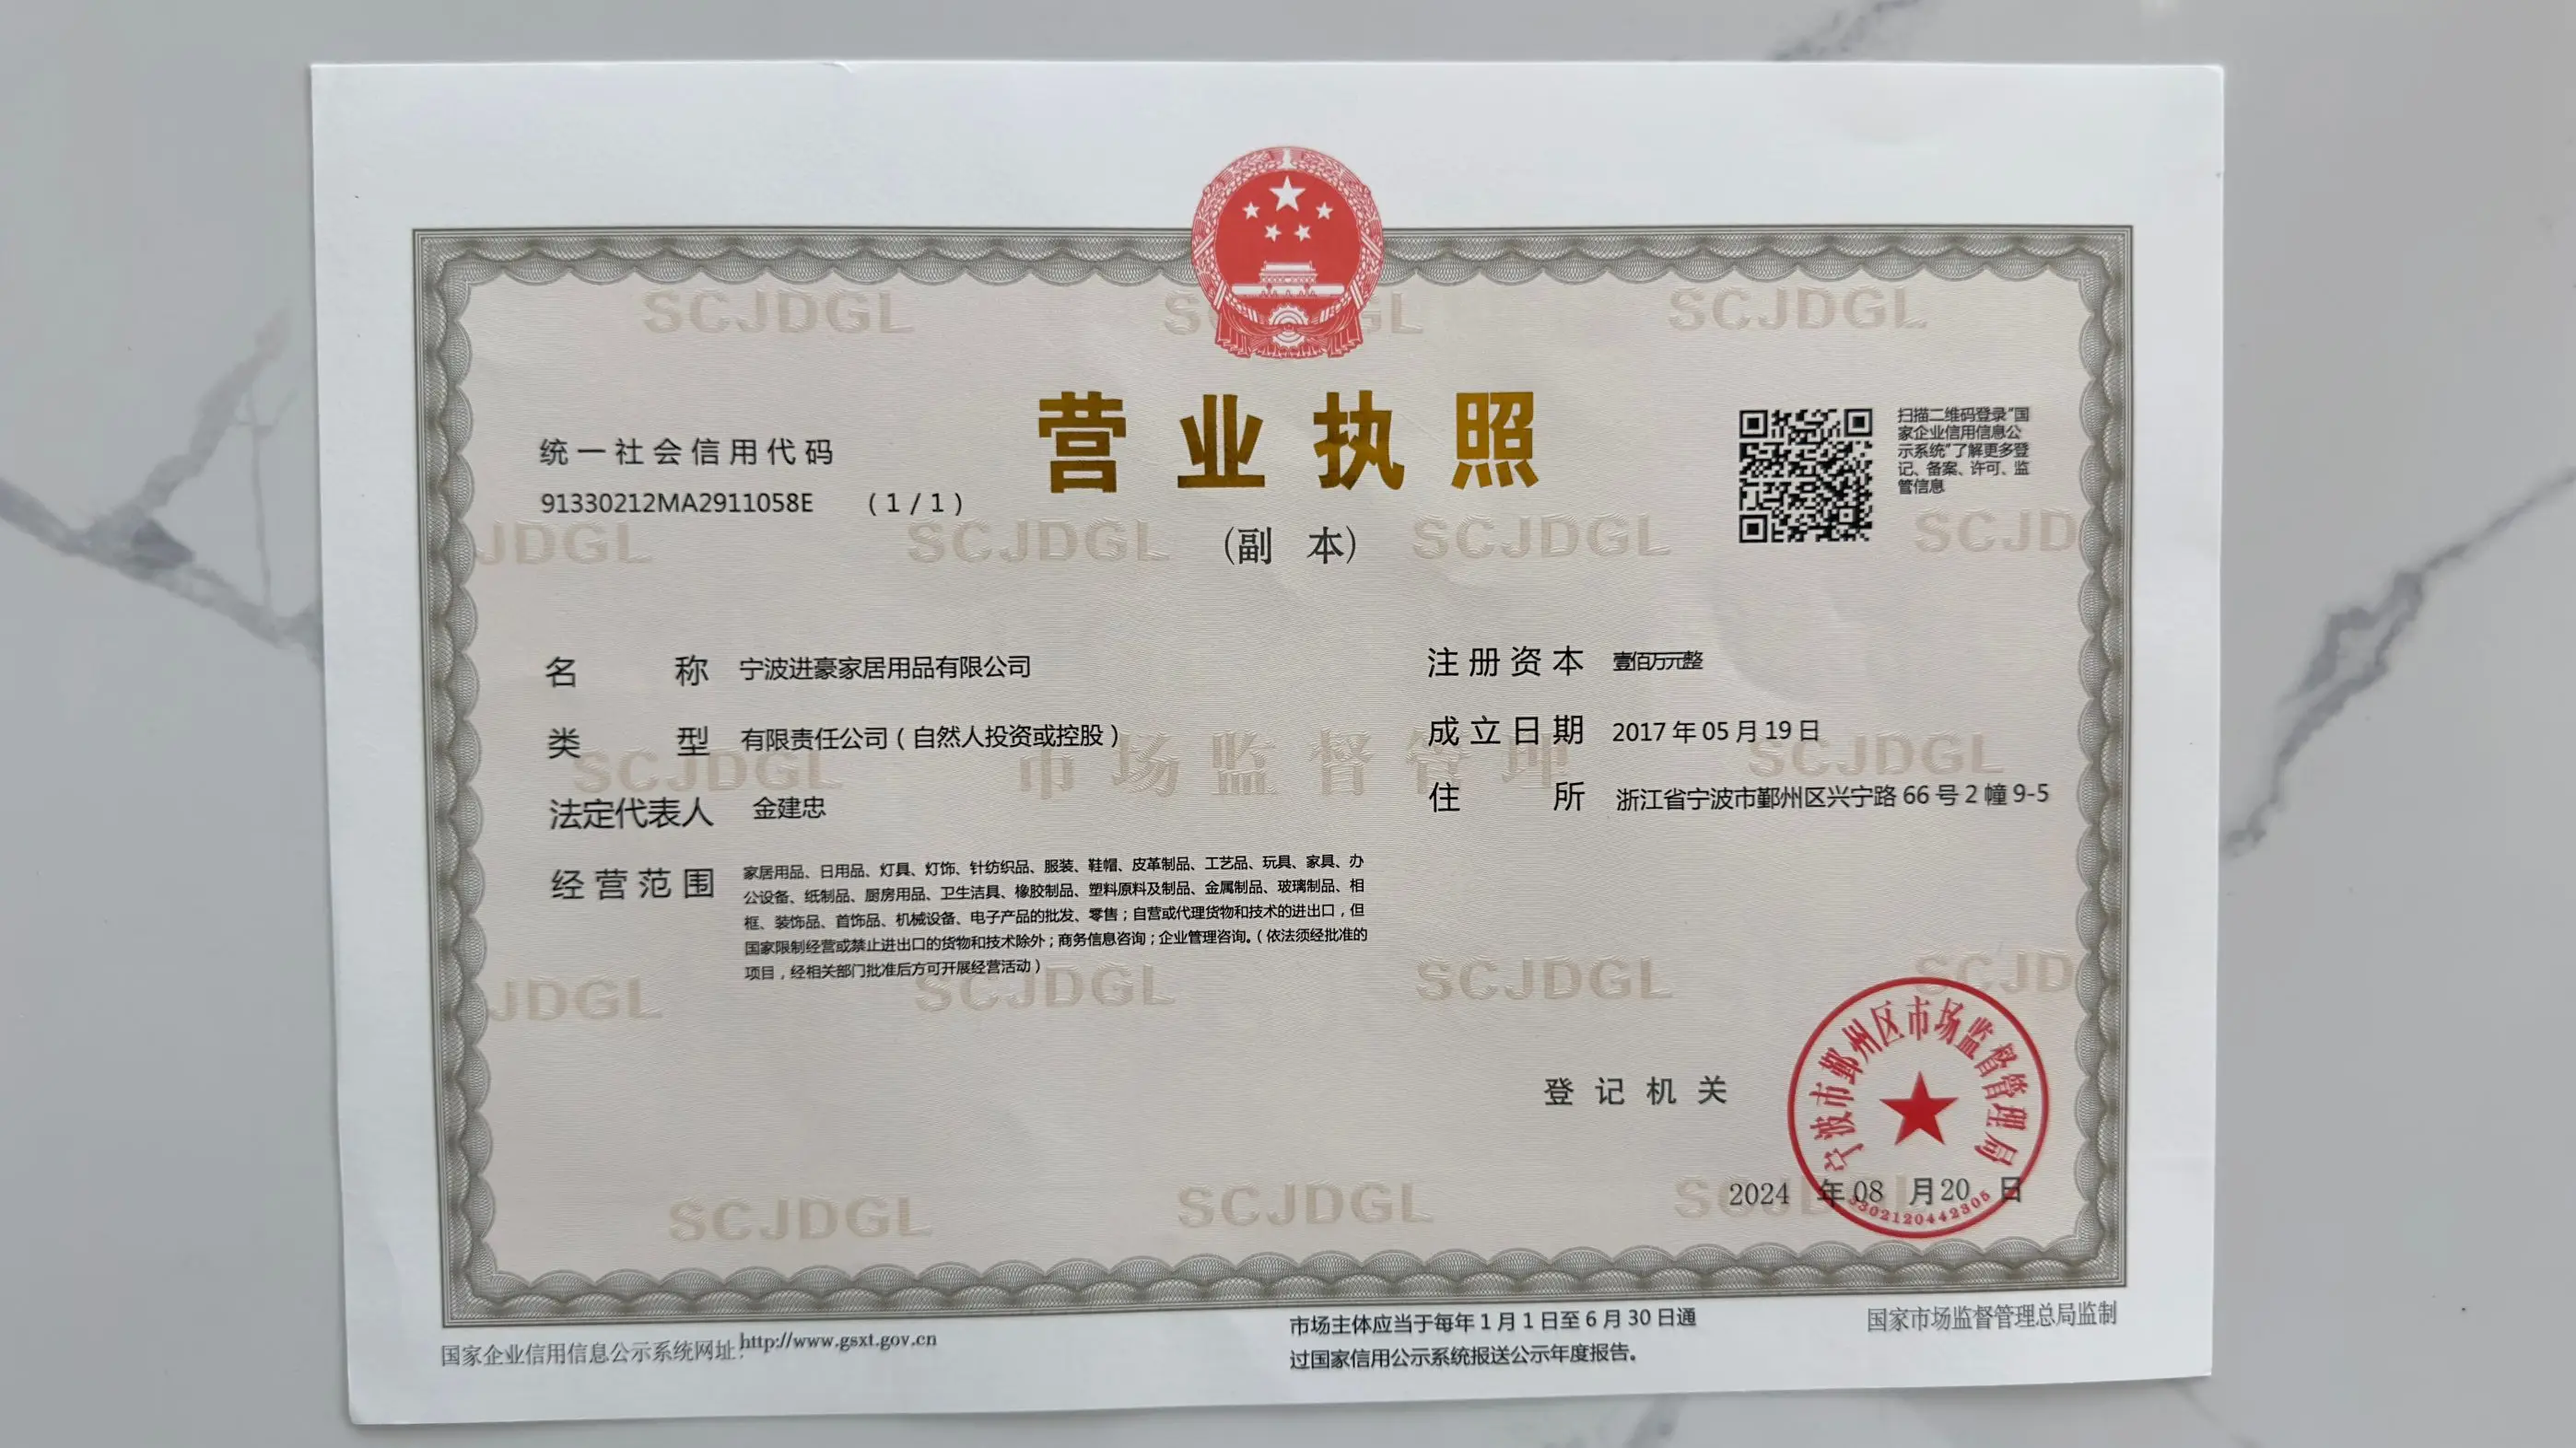 营业执照
(副 本)
统一社会信用代码
91330212MA2911058E （1/1）
扫描二维码登录“国
家企业信用信息公
示系统”了解更多登
记、备案、许可、监
管信息
名 称 宁波进豪家居用品有限公司
类 型 有限责任公司（自然人投资或控股）
法定代表人 金建忠
经营范围 家居用品、日用品、灯具、灯饰、针纺织品、服装、鞋帽、皮革制品、工艺品、玩具、家具、办
公设备、纸制品、厨房用品、卫生洁具、橡胶制品、塑料原料及制品、金属制品、玻璃制品、相
框、装饰品、首饰品、机械设备、电子产品的批发、零售；自营或代理货物和技术的进出口，但
国家限制经营或禁止进出口的货物和技术除外；商务信息咨询；企业管理咨询。（依法须经批准的
项目，经相关部门批准后方可开展经营活动）
注册资本 壹佰万元整
成立日期 2017年05月19日
住 所 浙江省宁波市鄞州区兴宁路66号2幢9-5
登记机关
宁波市鄞州区市场监督管理局
2024 年 08 月 20 日
3302120442305
SCJDGL
市场监督管理
国家企业信用信息公示系统网址：http://www.gsxt.gov.cn
市场主体应当于每年1月1日至6月30日通
过国家信用公示系统报送公示年度报告。
国家市场监督管理总局监制